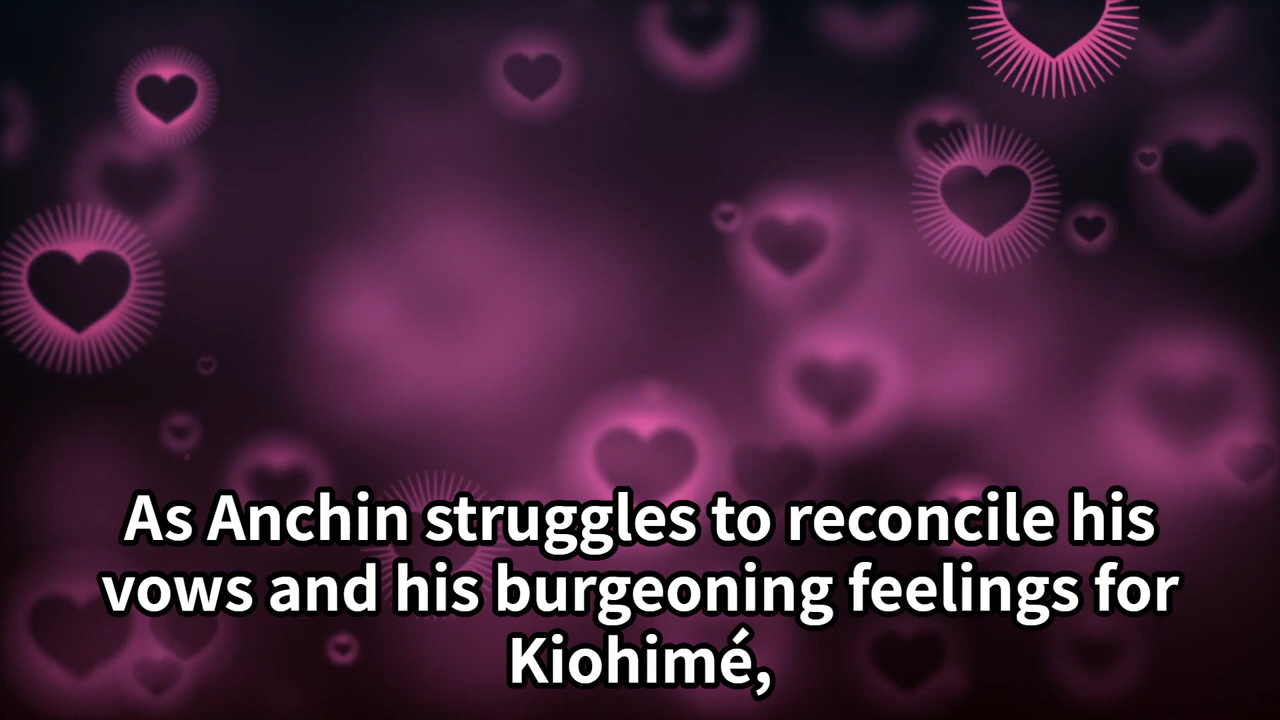 As Anchin struggles to reconcile his
vows and his burgeoning feelings for
Kiohimé,